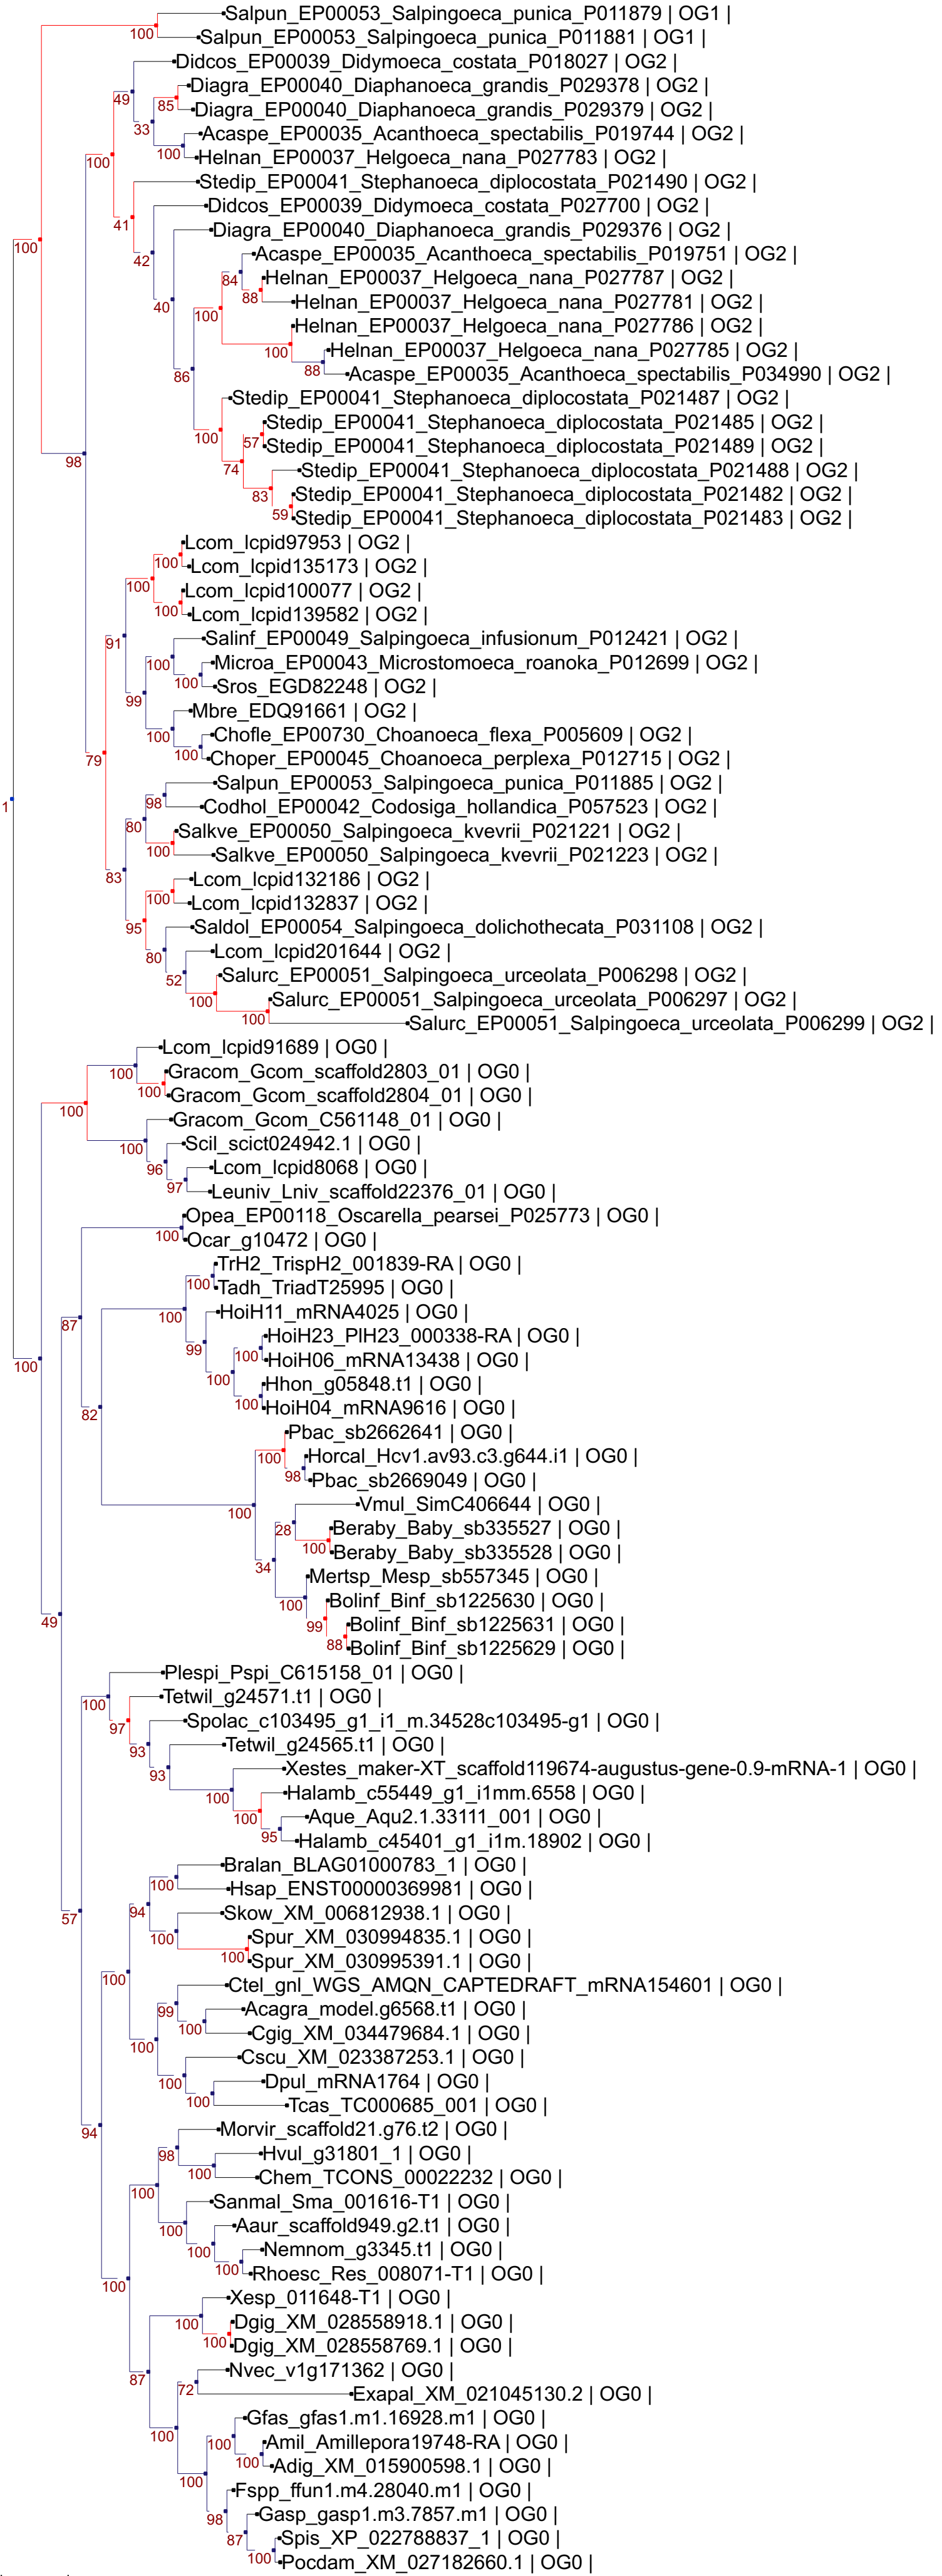 Salpun_EP00053_Salpingoeca_punica_P011879 | OG1 |
100
Salpun_EP00053_Salpingoeca_punica_P011881 | OG1 |
Didcos_EP00039_Didymoeca_costata_P018027 | OG2 |
49
Diagra_EP00040_Diaphanoeca_grandis_P029378 | OG2 |
85
Diagra_EP00040_Diaphanoeca_grandis_P029379 | OG2 |
33
Acaspe_EP00035_Acanthoeca_spectabilis_P019744 | OG2 |
100
100
Helnan_EP00037_Helgoeca_nana_P027783 | OG2 |
Stedip_EP00041_Stephanoeca_diplocostata_P021490 | OG2 |
41
Didcos_EP00039_Didymoeca_costata_P027700 | OG2 |
Diagra_EP00040_Diaphanoeca_grandis_P029376 | OG2 |
100
42
Acaspe_EP00035_Acanthoeca_spectabilis_P019751 | OG2 |
84
Helnan_EP00037_Helgoeca_nana_P027787 | OG2 |
88
40
Helnan_EP00037_Helgoeca_nana_P027781 | OG2 |
100
Helnan_EP00037_Helgoeca_nana_P027786 | OG2 |
100
Helnan_EP00037_Helgoeca_nana_P027785 | OG2 |
88
86
Acaspe_EP00035_Acanthoeca_spectabilis_P034990 | OG2 |
Stedip_EP00041_Stephanoeca_diplocostata_P021487 | OG2 |
Stedip_EP00041_Stephanoeca_diplocostata_P021485 | OG2 |
100
57
Stedip_EP00041_Stephanoeca_diplocostata_P021489 | OG2 |
98
74
Stedip_EP00041_Stephanoeca_diplocostata_P021488 | OG2 |
83
Stedip_EP00041_Stephanoeca_diplocostata_P021482 | OG2 |
59
Stedip_EP00041_Stephanoeca_diplocostata_P021483 | OG2 |
Lcom_lcpid97953 | OG2 |
100
Lcom_lcpid135173 | OG2 |
100
Lcom_lcpid100077 | OG2 |
100
Lcom_lcpid139582 | OG2 |
91
Salinf_EP00049_Salpingoeca_infusionum_P012421 | OG2 |
100
Microa_EP00043_Microstomoeca_roanoka_P012699 | OG2 |
100
Sros_EGD82248 | OG2 |
99
Mbre_EDQ91661 | OG2 |
100
Chofle_EP00730_Choanoeca_flexa_P005609 | OG2 |
100
79
Choper_EP00045_Choanoeca_perplexa_P012715 | OG2 |
Salpun_EP00053_Salpingoeca_punica_P011885 | OG2 |
98
1
Codhol_EP00042_Codosiga_hollandica_P057523 | OG2 |
80
Salkve_EP00050_Salpingoeca_kvevrii_P021221 | OG2 |
100
Salkve_EP00050_Salpingoeca_kvevrii_P021223 | OG2 |
83
Lcom_lcpid132186 | OG2 |
100
Lcom_lcpid132837 | OG2 |
95
Saldol_EP00054_Salpingoeca_dolichothecata_P031108 | OG2 |
80
Lcom_lcpid201644 | OG2 |
52
Salurc_EP00051_Salpingoeca_urceolata_P006298 | OG2 |
100
Salurc_EP00051_Salpingoeca_urceolata_P006297 | OG2 |
100
Salurc_EP00051_Salpingoeca_urceolata_P006299 | OG2 |
Lcom_lcpid91689 | OG0 |
100
Gracom_Gcom_scaffold2803_01 | OG0 |
100
Gracom_Gcom_scaffold2804_01 | OG0 |
100
Gracom_Gcom_C561148_01 | OG0 |
100
Scil_scict024942.1 | OG0 |
96
Lcom_lcpid8068 | OG0 |
97
Leuniv_Lniv_scaffold22376_01 | OG0 |
Opea_EP00118_Oscarella_pearsei_P025773 | OG0 |
100
Ocar_g10472 | OG0 |
TrH2_TrispH2_001839-RA | OG0 |
100
Tadh_TriadT25995 | OG0 |
100
HoiH11_mRNA4025 | OG0 |
87
HoiH23_PlH23_000338-RA | OG0 |
99
100
HoiH06_mRNA13438 | OG0 |
100
100
Hhon_g05848.t1 | OG0 |
100
HoiH04_mRNA9616 | OG0 |
82
Pbac_sb2662641 | OG0 |
100
Horcal_Hcv1.av93.c3.g644.i1 | OG0 |
98
Pbac_sb2669049 | OG0 |
Vmul_SimC406644 | OG0 |
100
28
Beraby_Baby_sb335527 | OG0 |
100
Beraby_Baby_sb335528 | OG0 |
34
Mertsp_Mesp_sb557345 | OG0 |
100
Bolinf_Binf_sb1225630 | OG0 |
49
99
Bolinf_Binf_sb1225631 | OG0 |
88
Bolinf_Binf_sb1225629 | OG0 |
Plespi_Pspi_C615158_01 | OG0 |
100
Tetwil_g24571.t1 | OG0 |
97
Spolac_c103495_g1_i1_m.34528c103495-g1 | OG0 |
93
Tetwil_g24565.t1 | OG0 |
93
Xestes_maker-XT_scaffold119674-augustus-gene-0.9-mRNA-1 | OG0 |
100
Halamb_c55449_g1_i1mm.6558 | OG0 |
100
Aque_Aqu2.1.33111_001 | OG0 |
95
Halamb_c45401_g1_i1m.18902 | OG0 |
Bralan_BLAG01000783_1 | OG0 |
100
Hsap_ENST00000369981 | OG0 |
94
57
Skow_XM_006812938.1 | OG0 |
100
Spur_XM_030994835.1 | OG0 |
100
Spur_XM_030995391.1 | OG0 |
100
Ctel_gnl_WGS_AMQN_CAPTEDRAFT_mRNA154601 | OG0 |
99
Acagra_model.g6568.t1 | OG0 |
100
Cgig_XM_034479684.1 | OG0 |
100
Cscu_XM_023387253.1 | OG0 |
100
Dpul_mRNA1764 | OG0 |
100
Tcas_TC000685_001 | OG0 |
94
Morvir_scaffold21.g76.t2 | OG0 |
98
Hvul_g31801_1 | OG0 |
100
Chem_TCONS_00022232 | OG0 |
100
Sanmal_Sma_001616-T1 | OG0 |
100
Aaur_scaffold949.g2.t1 | OG0 |
100
Nemnom_g3345.t1 | OG0 |
100
Rhoesc_Res_008071-T1 | OG0 |
100
Xesp_011648-T1 | OG0 |
100
Dgig_XM_028558918.1 | OG0 |
100
Dgig_XM_028558769.1 | OG0 |
87
Nvec_v1g171362 | OG0 |
72
Exapal_XM_021045130.2 | OG0 |
100
Gfas_gfas1.m1.16928.m1 | OG0 |
100
Amil_Amillepora19748-RA | OG0 |
100
Adig_XM_015900598.1 | OG0 |
100
Fspp_ffun1.m4.28040.m1 | OG0 |
98
Gasp_gasp1.m3.7857.m1 | OG0 |
87
Spis_XP_022788837_1 | OG0 |
100
Pocdam_XM_027182660.1 | OG0 |